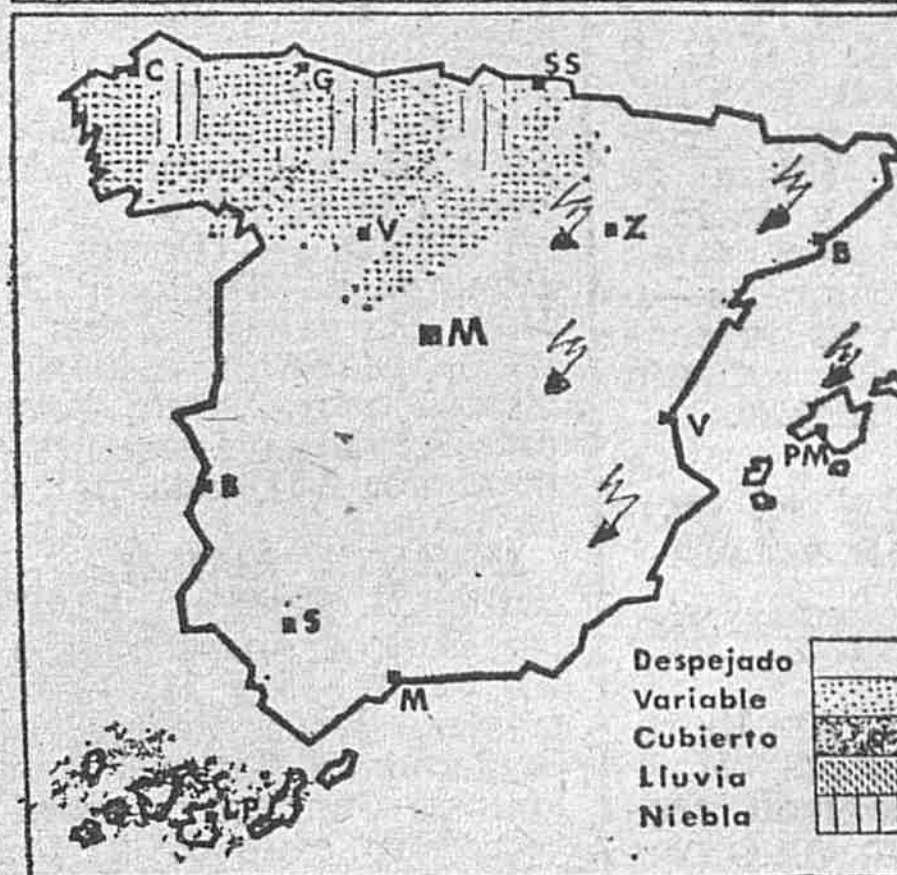 SS
C
G
V
Z
B
M
V
PM
B
S
M
LP
Despejado
Variable
Cubierto
Lluvia
Niebla